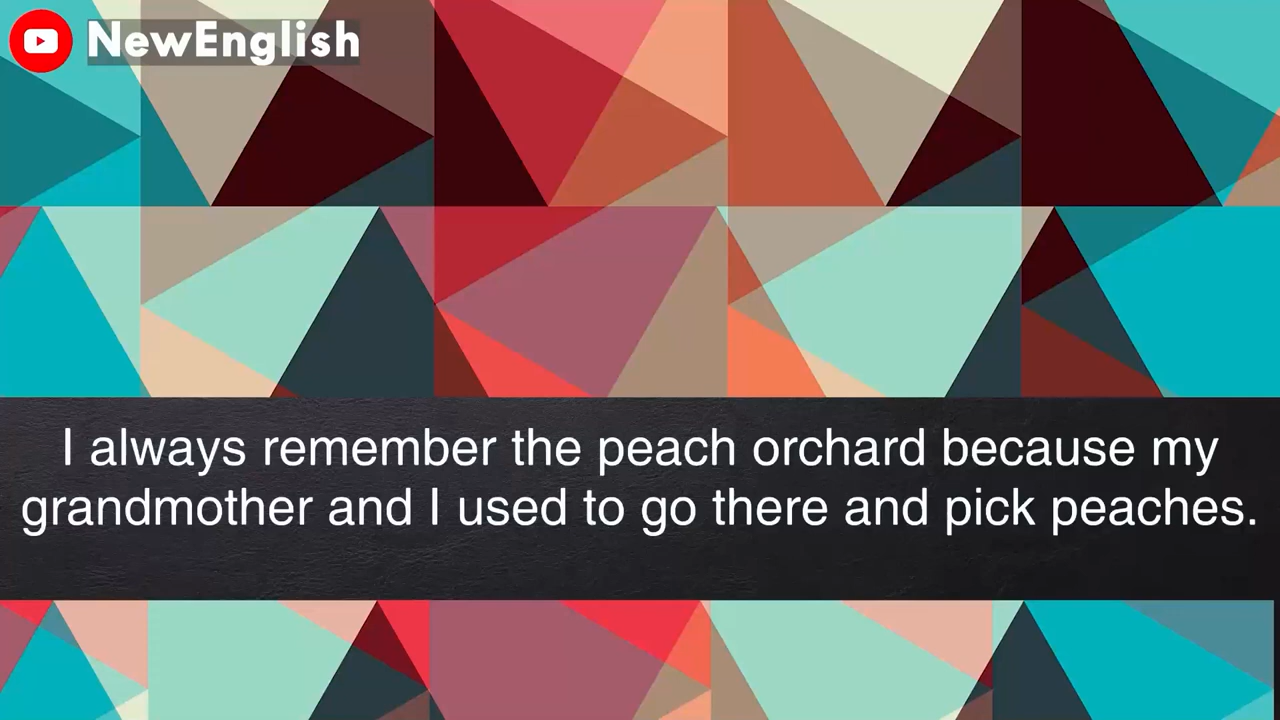 NewEnglish
I always remember the peach orchard because my
grandmother and I used to go there and pick peaches.